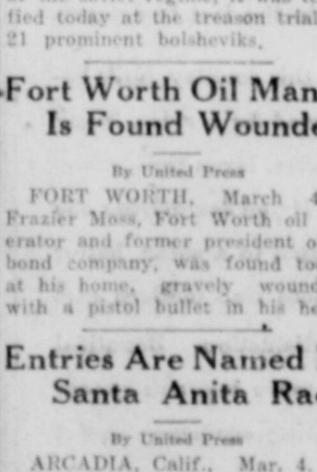 fied today at the treason trial
21 prominent bolsheviks.
Fort Worth Oil Man
Is Found Wounde
By United Press
FORT WORTH, March 4
Frazier Moss, Fort Worth oil
erator and former president o
bond company, was found to
at his home, gravely wound
with a pistol bullet in his he
Entries Are Named
Santa Anita Ra
By United Press
ARCADIA, Calif., Mar. 4.